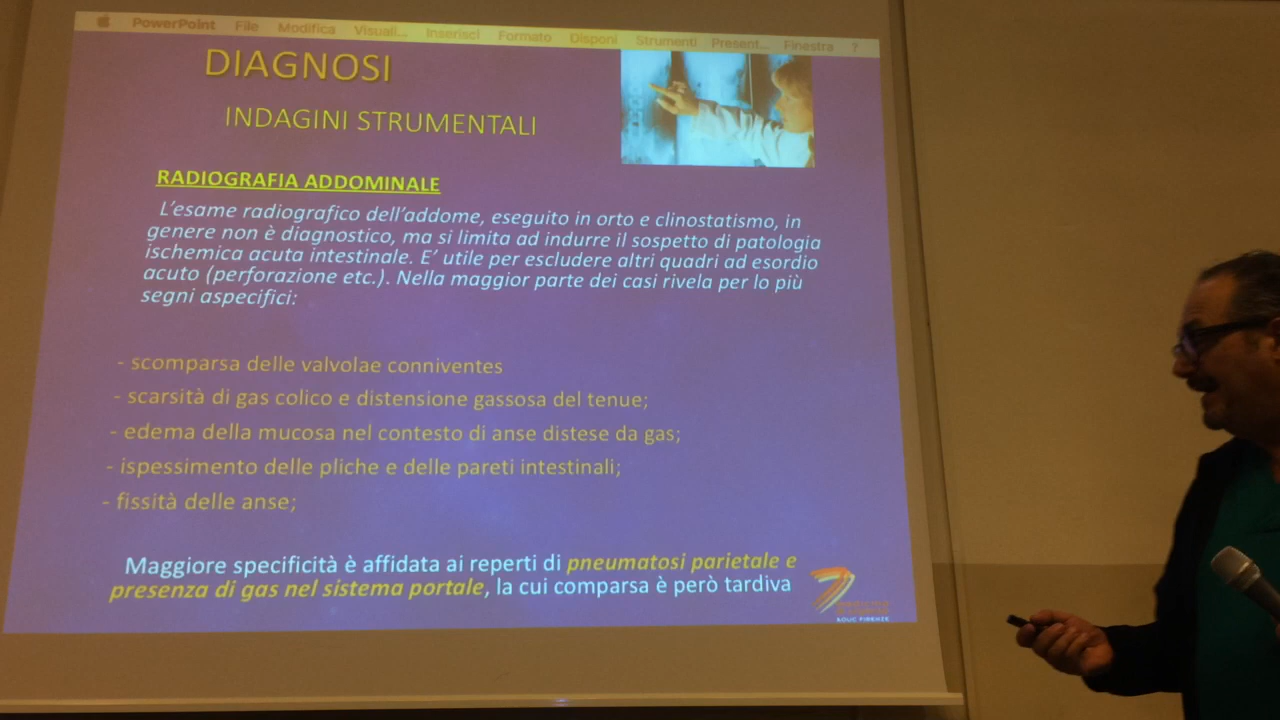 PowerPoint File Modifica Visuali... Inserisci Formato Disponi Strumenti Present... Finestra ?
DIAGNOSI
INDAGINI STRUMENTALI
RADIOGRAFIA ADDOMINALE
L’esame radiografico dell’addome, eseguito in orto e clinostatismo, in
genere non è diagnostico, ma si limita ad indurre il sospetto di patologia
ischemica acuta intestinale. E’ utile per escludere altri quadri ad esordio
acuto (perforazione etc.). Nella maggior parte dei casi rivela per lo più
segni aspecifici:
- scomparsa delle valvolae conniventes
- scarsità di gas colico e distensione gassosa del tenue;
- edema della mucosa nel contesto di anse distese da gas;
- ispessimento delle pliche e delle pareti intestinali;
- fissità delle anse;
Maggiore specificità è affidata ai reperti di pneumatosi parietale e
presenza di gas nel sistema portale, la cui comparsa è però tardiva
FIRENZE